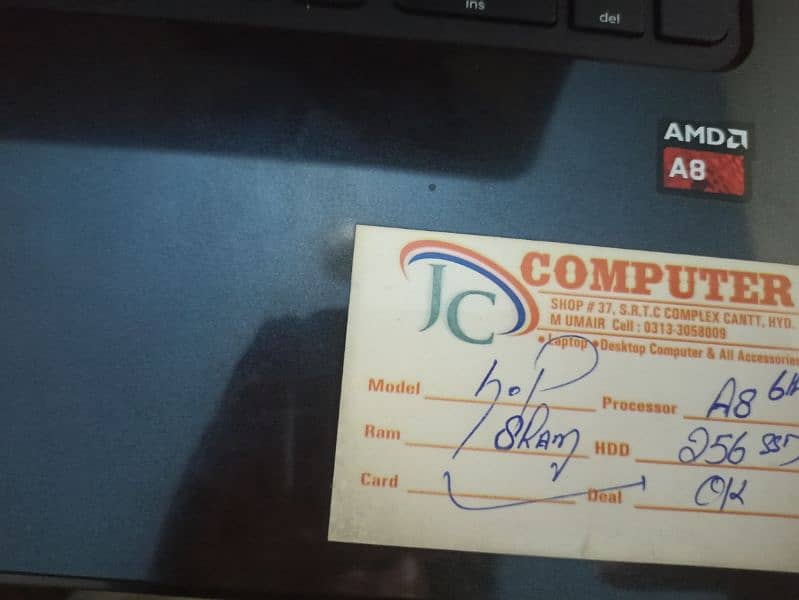 ins
del
AMD
A8
JC COMPUTER
SHOP # 37, S.R.T.C COMPLEX CANTT, HYD.
M UMAIR Cell : 0313-3058009
•Laptop •Desktop Computer & All Accessories
Model h.P Processor A8 6th
Ram 8Ram HDD 256 SSD
Card Deal OK